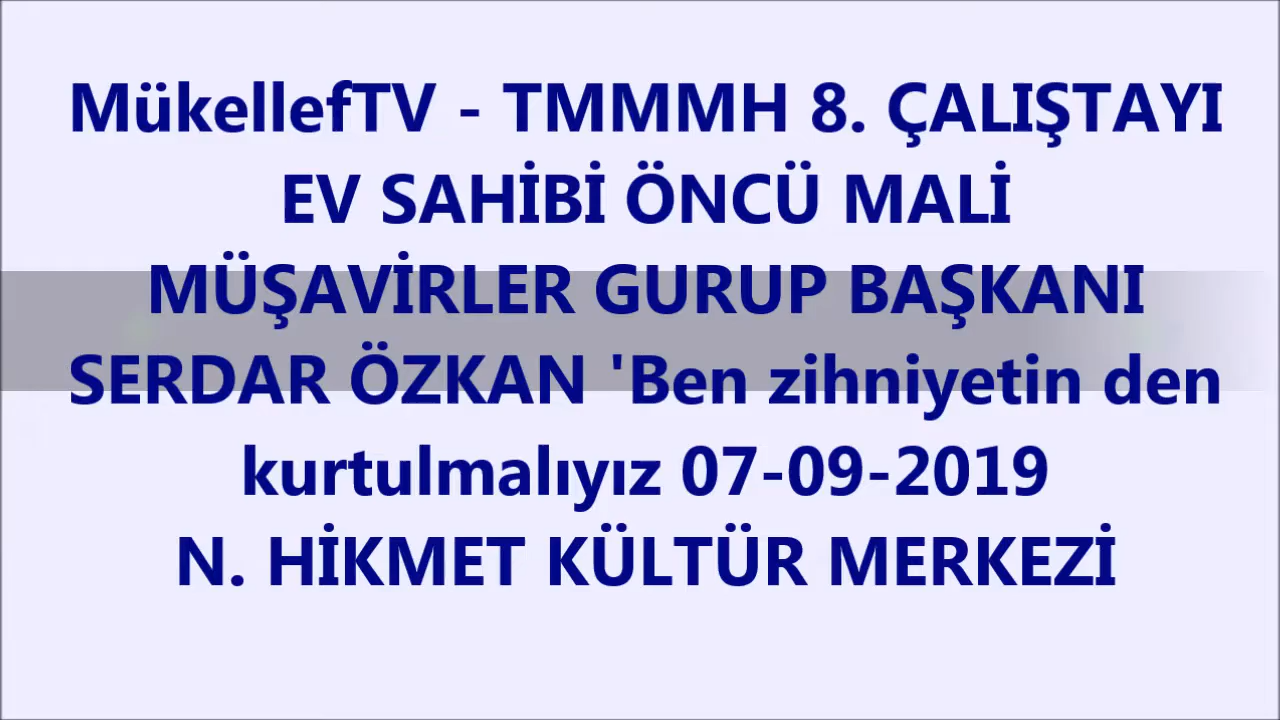 MükellefTV - TMMMH 8. ÇALIŞTAYI
EV SAHİBİ ÖNCÜ MALİ
MÜŞAVİRLER GURUP BAŞKANI
SERDAR ÖZKAN 'Ben zihniyetin den
kurtulmalıyız 07-09-2019
N. HİKMET KÜLTÜR MERKEZİ